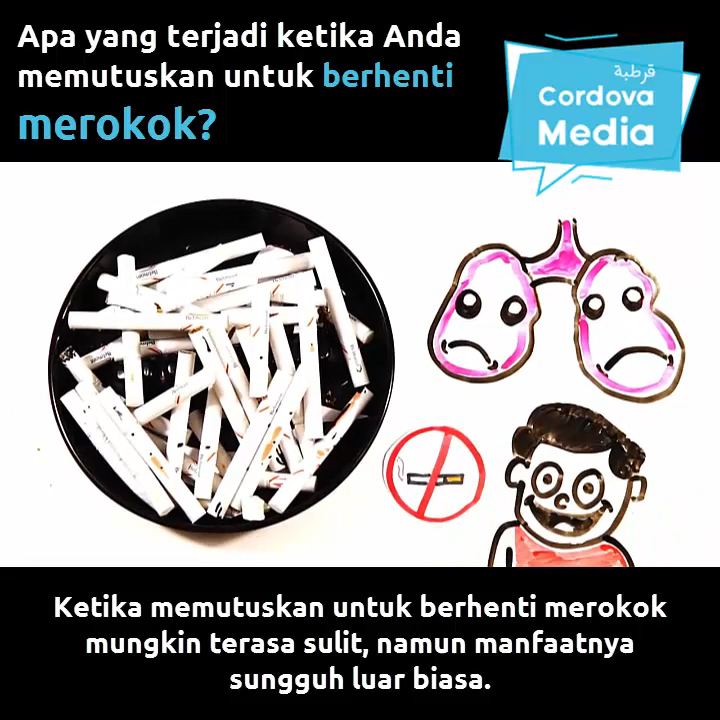 Apa yang terjadi ketika Anda
memutuskan untuk berhenti
merokok?
قرطبة
Cordova
Media
Ketika memutuskan untuk berhenti merokok
mungkin terasa sulit, namun manfaatnya
sungguh luar biasa.